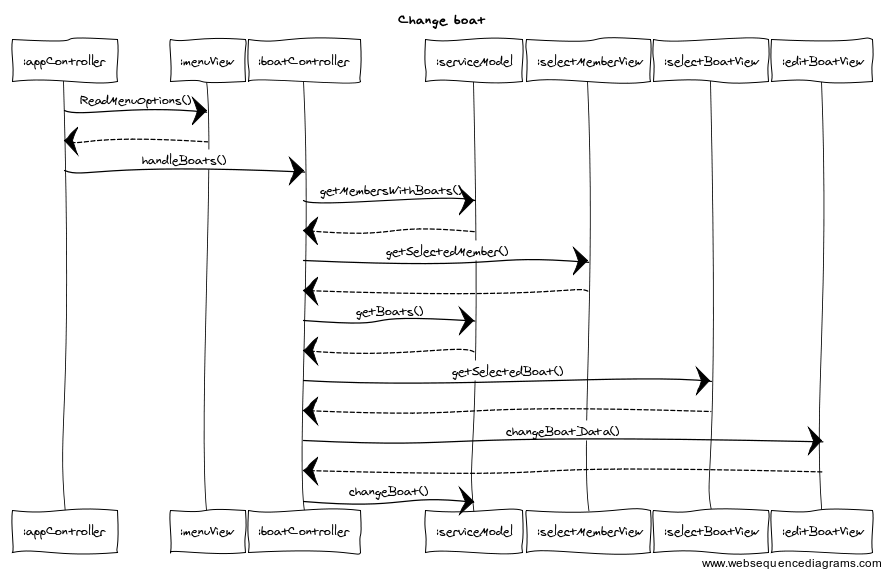 Change boat
:appController :menuView :boatController :serviceModel :selectMemberView :selectBoatView :editBoatView
ReadMenuOptions()
handleBoats()
getMembersWithBoats()
getSelectedMember()
getBoats()
getSelectedBoat()
changeBoatData()
changeBoat()
:appController :menuView :boatController :serviceModel :selectMemberView :selectBoatView :editBoatView
www.websequencediagrams.com